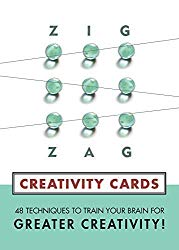 Z I G
Z A G
CREATIVITY CARDS
48 TECHNIQUES TO TRAIN YOUR BRAIN FOR
GREATER CREATIVITY!